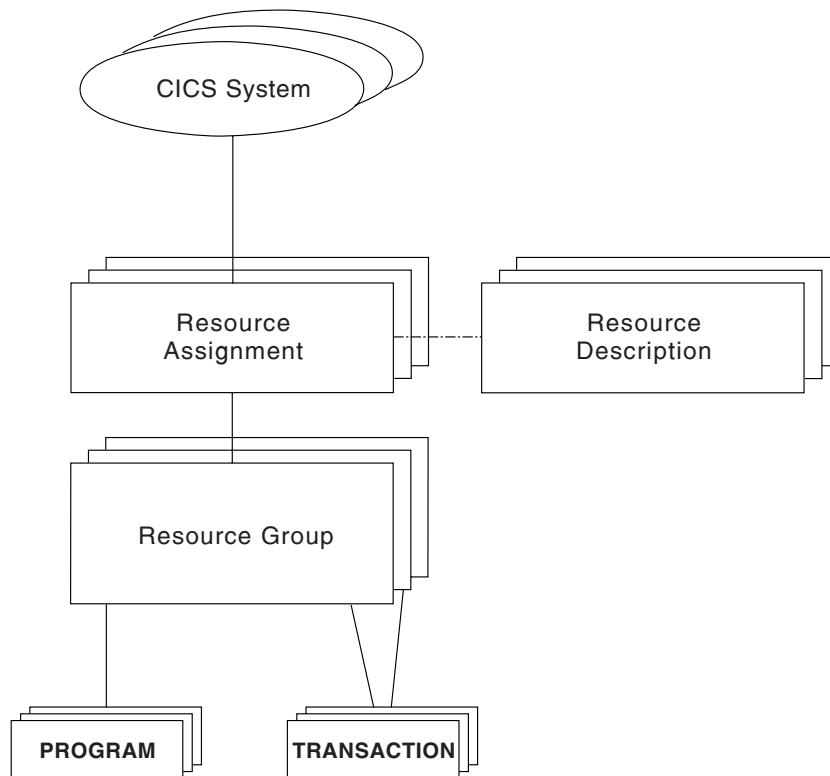 CICS System
Resource
Assignment
Resource
Description
Resource Group
PROGRAM
TRANSACTION